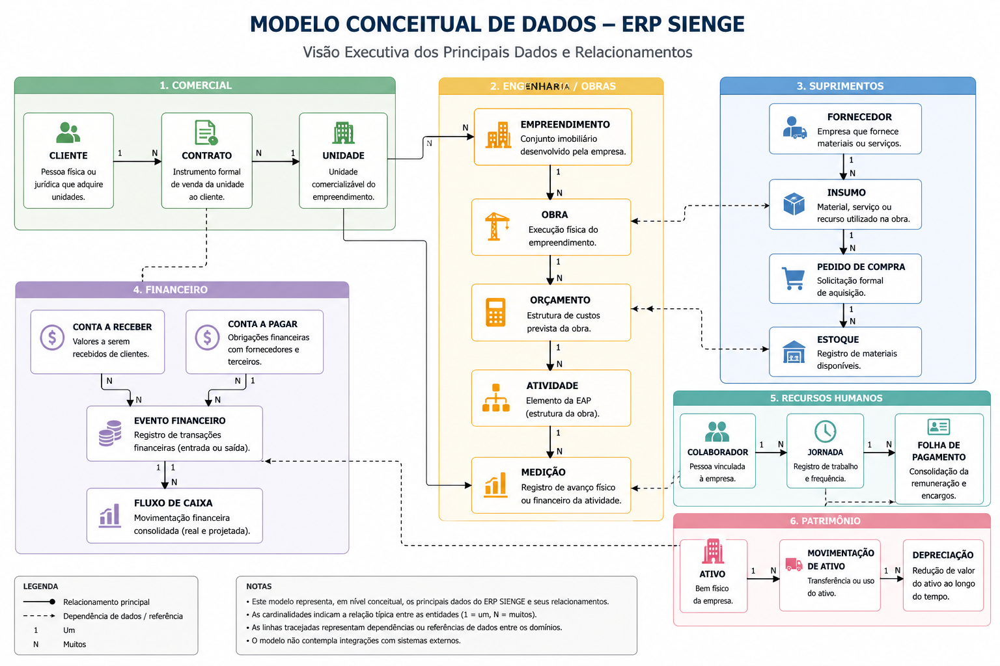 MODELO CONCEITUAL DE DADOS – ERP SIENGE
Visão Executiva dos Principais Dados e Relacionamentos
1. COMERCIAL
CLIENTE
Pessoa física ou
jurídica que adquire
unidades.
1
N
CONTRATO
Instrumento formal
de venda da unidade
ao cliente.
N
1
UNIDADE
Unidade
comercializável do
empreendimento.
N
N
2. ENGENHARIA / OBRAS
EMPREENDIMENTO
Conjunto imobiliário
desenvolvido pela empresa.
1
N
OBRA
Execução física do
empreendimento.
1
N
ORÇAMENTO
Estrutura de custos
prevista da obra.
1
N
ATIVIDADE
Elemento da EAP
(estrutura da obra).
1
N
MEDIÇÃO
Registro de avanço físico
ou financeiro da atividade.
3. SUPRIMENTOS
FORNECEDOR
Empresa que fornece
materiais ou serviços.
1
N
INSUMO
Material, serviço ou
recurso utilizado na obra.
1
N
PEDIDO DE COMPRA
Solicitação formal
de aquisição.
1
N
ESTOQUE
Registro de materiais
disponíveis.
4. FINANCEIRO
CONTA A RECEBER
Valores a serem
recebidos de clientes.
N
N
CONTA A PAGAR
Obrigações financeiras
com fornecedores e
terceiros.
N 1
N
EVENTO FINANCEIRO
Registro de transações
financeiras (entrada ou saída).
1 1
N
FLUXO DE CAIXA
Movimentação financeira
consolidada (real e projetada).
5. RECURSOS HUMANOS
COLABORADOR
Pessoa vinculada
à empresa.
1 N
JORNADA
Registro de trabalho
e frequência.
1 N
FOLHA DE
PAGAMENTO
Consolidação da
remuneração e
encargos.
6. PATRIMÔNIO
ATIVO
Bem físico
da empresa.
1 N
MOVIMENTAÇÃO
DE ATIVO
Transferência ou uso
do ativo.
1 N
DEPRECIAÇÃO
Redução de valor
do ativo ao longo
do tempo.
LEGENDA
Relacionamento principal
Dependência de dados / referência
1 Um
N Muitos
NOTAS
• Este modelo representa, em nível conceitual, os principais dados do ERP SIENGE e seus relacionamentos.
• As cardinalidades indicam a relação típica entre as entidades (1 = um, N = muitos).
• As linhas tracejadas representam dependências ou referências de dados entre os domínios.
• O modelo não contempla integrações com sistemas externos.